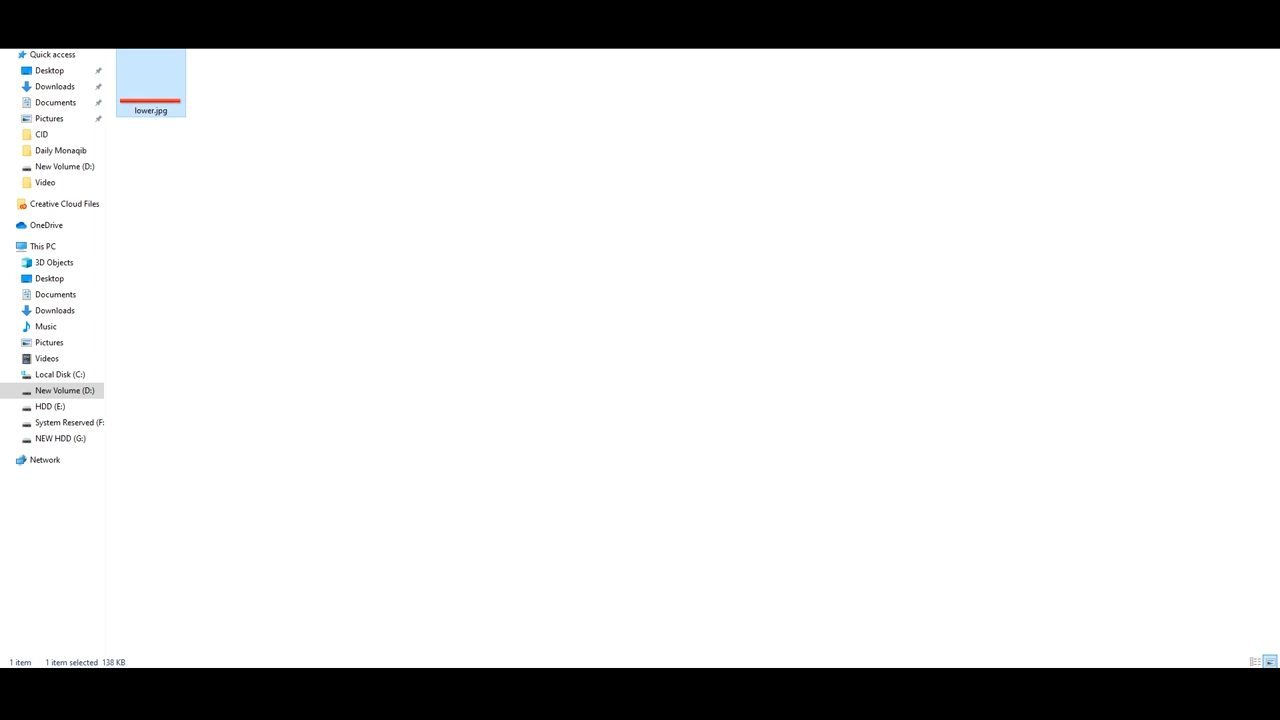 Quick access
Desktop
Downloads
Documents
Pictures
CID
Daily Monaqib
New Volume (D:)
Video
Creative Cloud Files
OneDrive
This PC
3D Objects
Desktop
Documents
Downloads
Music
Pictures
Videos
Local Disk (C:)
New Volume (D:)
HDD (E:)
System Reserved (F:
NEW HDD (G:)
Network
lower.jpg
1 item 1 item selected 138 KB